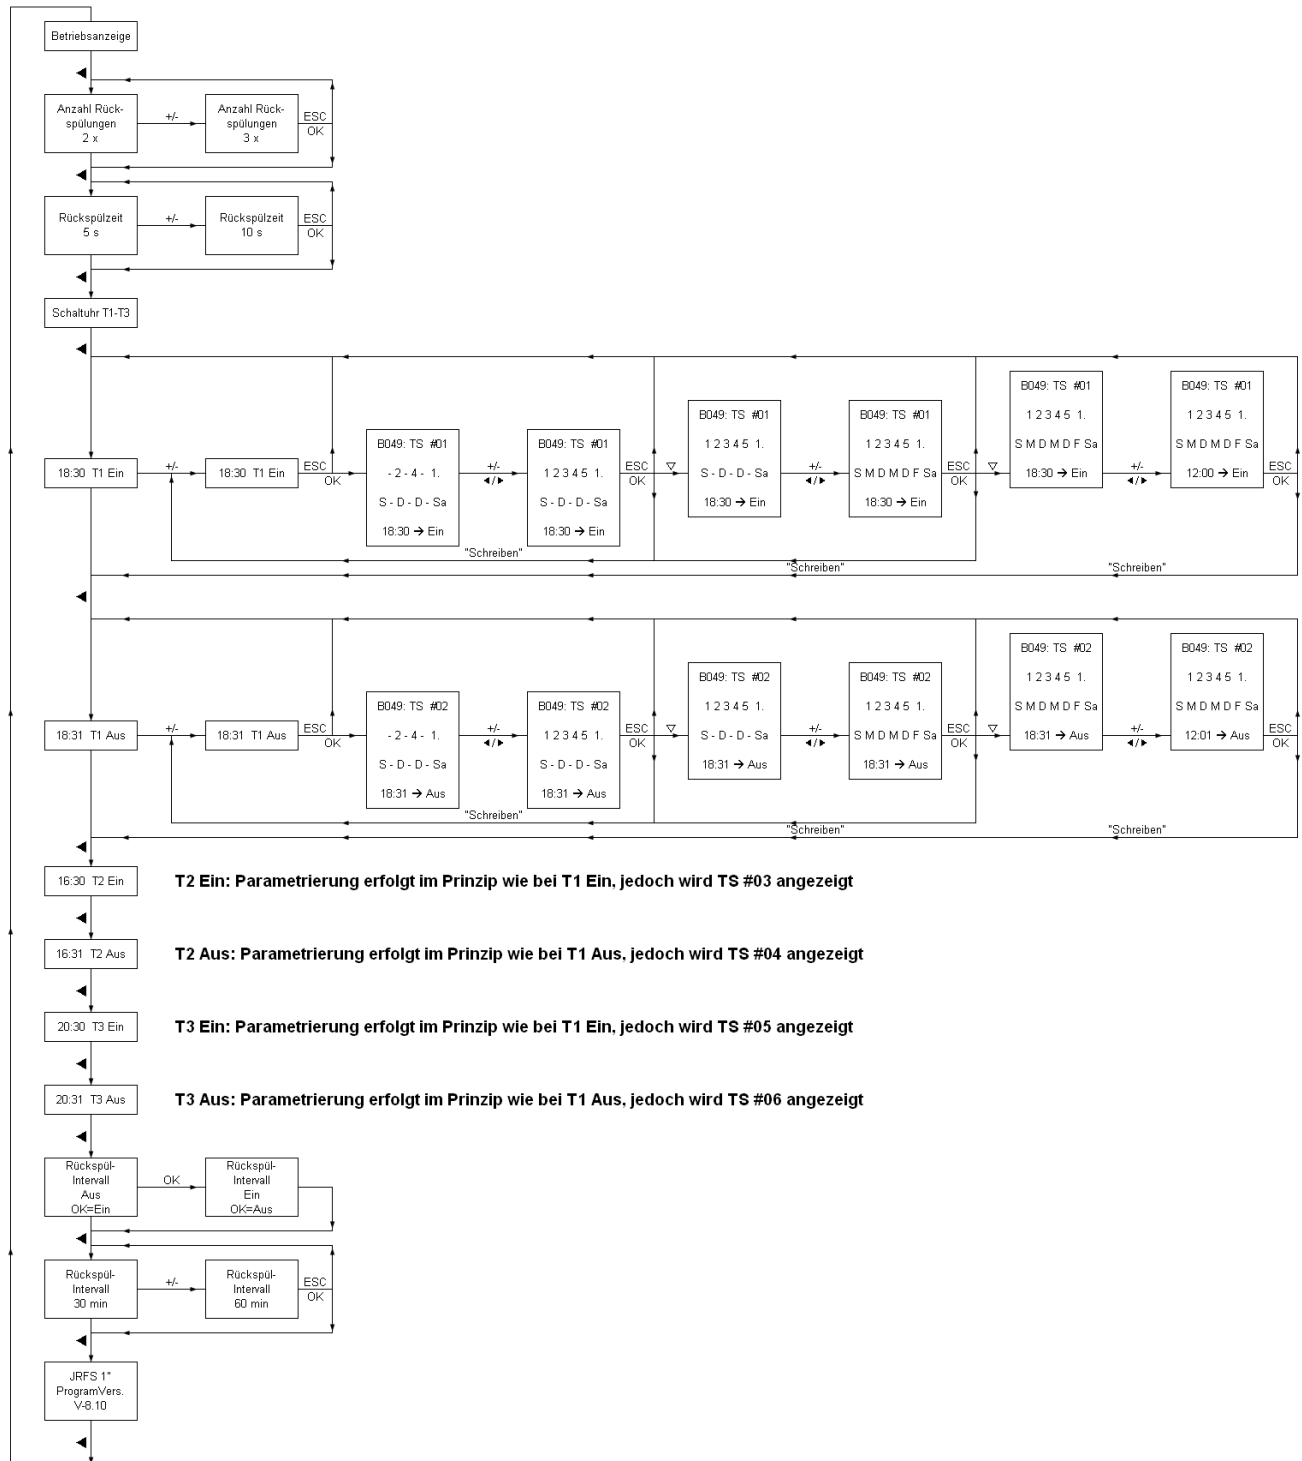 Betriebsanzeige
Anzahl Rück-
spülungen
2 x
+/-
Anzahl Rück-
spülungen
3 x
ESC
OK
Rückspülzeit
5 s
+/-
Rückspülzeit
10 s
ESC
OK
Schaltuhr T1-T3
18:30 T1 Ein
+/-
18:30 T1 Ein
ESC
OK
B049: TS #01
- 2 - 4 - 1.
S - D - D - Sa
18:30 → Ein
+/-
◄/►
B049: TS #01
1 2 3 4 5 1.
S - D - D - Sa
18:30 → Ein
ESC
OK
B049: TS #01
1 2 3 4 5 1.
S - D - D - Sa
18:30 → Ein
+/-
◄/►
B049: TS #01
1 2 3 4 5 1.
S M D M D F Sa
18:30 → Ein
ESC
OK
B049: TS #01
1 2 3 4 5 1.
S M D M D F Sa
18:30 → Ein
+/-
◄/►
B049: TS #01
1 2 3 4 5 1.
S M D M D F Sa
12:00 → Ein
ESC
OK
"Schreiben"
"Schreiben"
"Schreiben"
18:31 T1 Aus
+/-
18:31 T1 Aus
ESC
OK
B049: TS #02
- 2 - 4 - 1.
S - D - D - Sa
18:31 → Aus
+/-
◄/►
B049: TS #02
1 2 3 4 5 1.
S - D - D - Sa
18:31 → Aus
ESC
OK
B049: TS #02
1 2 3 4 5 1.
S - D - D - Sa
18:31 → Aus
+/-
◄/►
B049: TS #02
1 2 3 4 5 1.
S M D M D F Sa
18:31 → Aus
ESC
OK
B049: TS #02
1 2 3 4 5 1.
S M D M D F Sa
18:31 → Aus
+/-
◄/►
B049: TS #02
1 2 3 4 5 1.
S M D M D F Sa
12:01 → Aus
ESC
OK
"Schreiben"
"Schreiben"
"Schreiben"
16:30 T2 Ein
T2 Ein: Parametrierung erfolgt im Prinzip wie bei T1 Ein, jedoch wird TS #03 angezeigt
16:31 T2 Aus
T2 Aus: Parametrierung erfolgt im Prinzip wie bei T1 Aus, jedoch wird TS #04 angezeigt
20:30 T3 Ein
T3 Ein: Parametrierung erfolgt im Prinzip wie bei T1 Ein, jedoch wird TS #05 angezeigt
20:31 T3 Aus
T3 Aus: Parametrierung erfolgt im Prinzip wie bei T1 Aus, jedoch wird TS #06 angezeigt
Rückspül-
Intervall
Aus
OK=Ein
OK
Rückspül-
Intervall
Ein
OK=Aus
Rückspül-
Intervall
30 min
+/-
Rückspül-
Intervall
60 min
ESC
OK
JRFS 1"
ProgramVers.
V-8.10